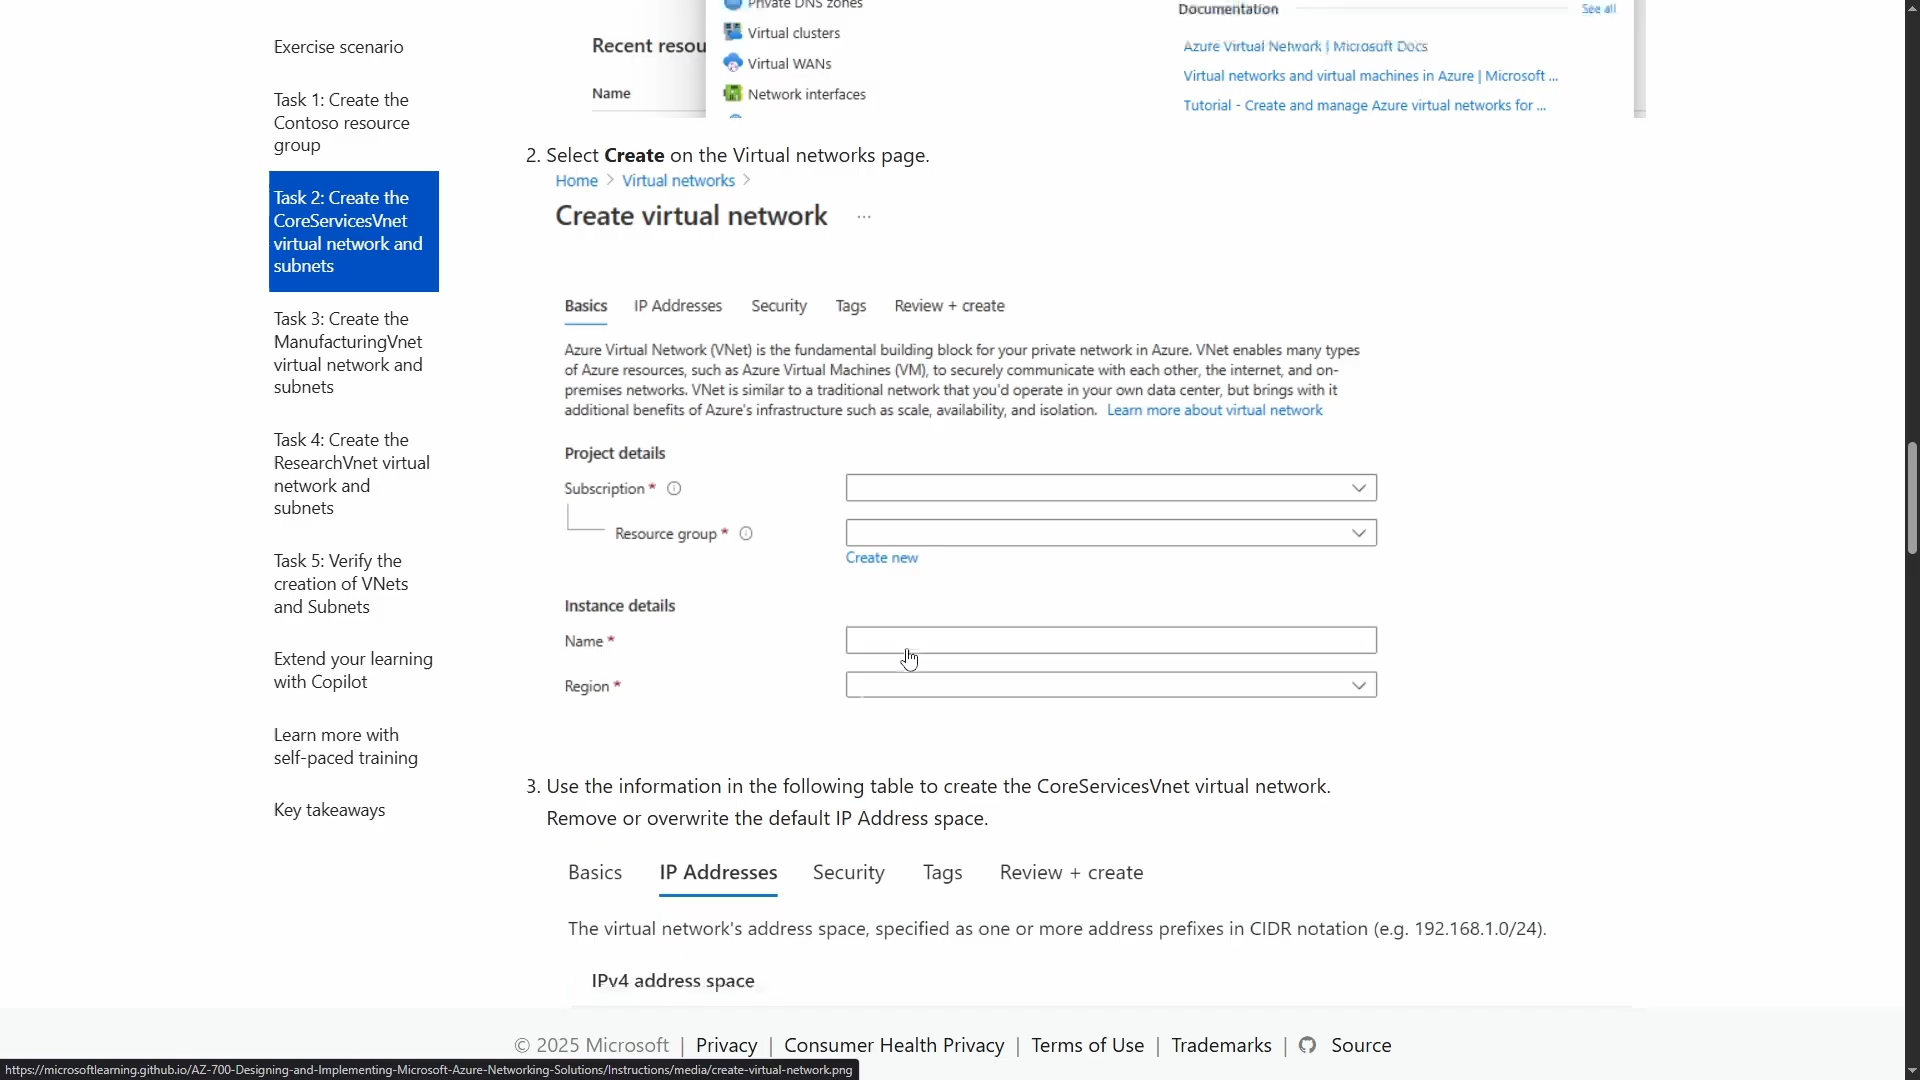 Exercise scenario
Task 1: Create the
Contoso resource
group
Task 2: Create the
CoreServicesVnet
virtual network and
subnets
Task 3: Create the
ManufacturingVnet
virtual network and
subnets
Task 4: Create the
ResearchVnet virtual
network and
subnets
Task 5: Verify the
creation of VNets
and Subnets
Extend your learning
with Copilot
Learn more with
self-paced training
Key takeaways
Recent resou
Name
Private DNS zones
Virtual clusters
Virtual WANs
Network interfaces
Documentation
See all
Azure Virtual Network | Microsoft Docs
Virtual networks and virtual machines in Azure | Microsoft ...
Tutorial - Create and manage Azure virtual networks for ...
2. Select Create on the Virtual networks page.
Home > Virtual networks >
Create virtual network ...
Basics IP Addresses Security Tags Review + create
Azure Virtual Network (VNet) is the fundamental building block for your private network in Azure. VNet enables many types
of Azure resources, such as Azure Virtual Machines (VM), to securely communicate with each other, the internet, and on-
premises networks. VNet is similar to a traditional network that you'd operate in your own data center, but brings with it
additional benefits of Azure's infrastructure such as scale, availability, and isolation. Learn more about virtual network
Project details
Subscription *
Resource group *
Create new
Instance details
Name *
Region *
3. Use the information in the following table to create the CoreServicesVnet virtual network.
Remove or overwrite the default IP Address space.
Basics IP Addresses Security Tags Review + create
The virtual network's address space, specified as one or more address prefixes in CIDR notation (e.g. 192.168.1.0/24).
IPv4 address space
© 2025 Microsoft | Privacy | Consumer Health Privacy | Terms of Use | Trademarks | Source
https://microsoftlearning.github.io/AZ-700-Designing-and-Implementing-Microsoft-Azure-Networking-Solutions/Instructions/media/create-virtual-network.png